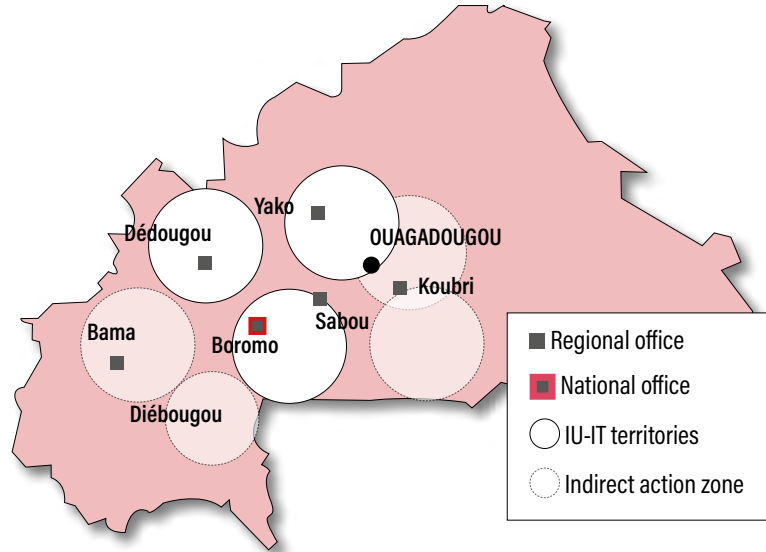 Yako
Dédougou
OUAGADOUGOU
Koubri
Sabou
Bama
Boromo
Diébougou
Regional office
National office
IU-IT territories
Indirect action zone